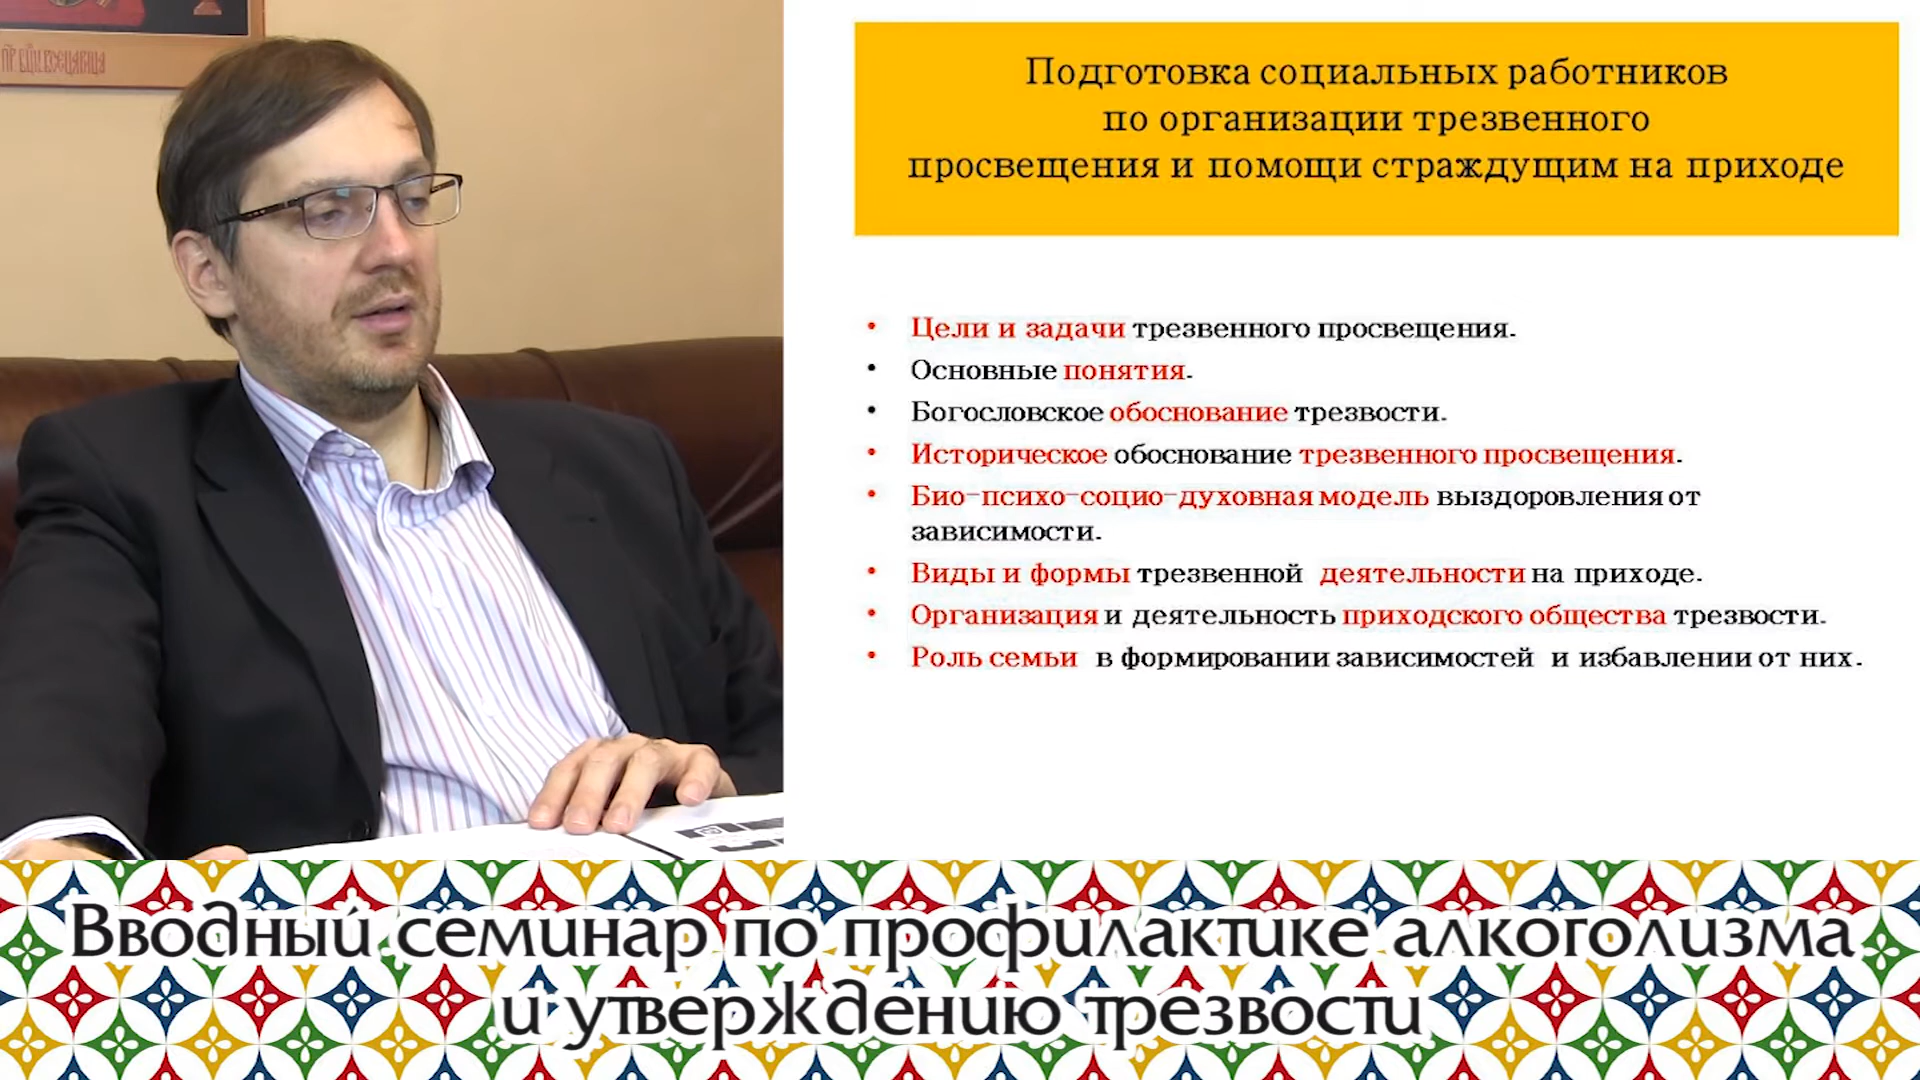 ПР БЦЫ ВСЕЦАРИЦА
Подготовка социальных работников
по организации трезвенного
просвещения и помощи страждущим на приходе
• Цели и задачи трезвенного просвещения.
• Основные понятия.
• Богословское обоснование трезвости.
• Историческое обоснование трезвенного просвещения.
• Био-психо-социо-духовная модель выздоровления от
зависимости.
• Виды и формы трезвенной деятельности на приходе.
• Организация и деятельность приходского общества трезвости.
• Роль семьи в формировании зависимостей и избавлении от них.
Вводный семинар по профилактике алкоголизма
и утверждению трезвости